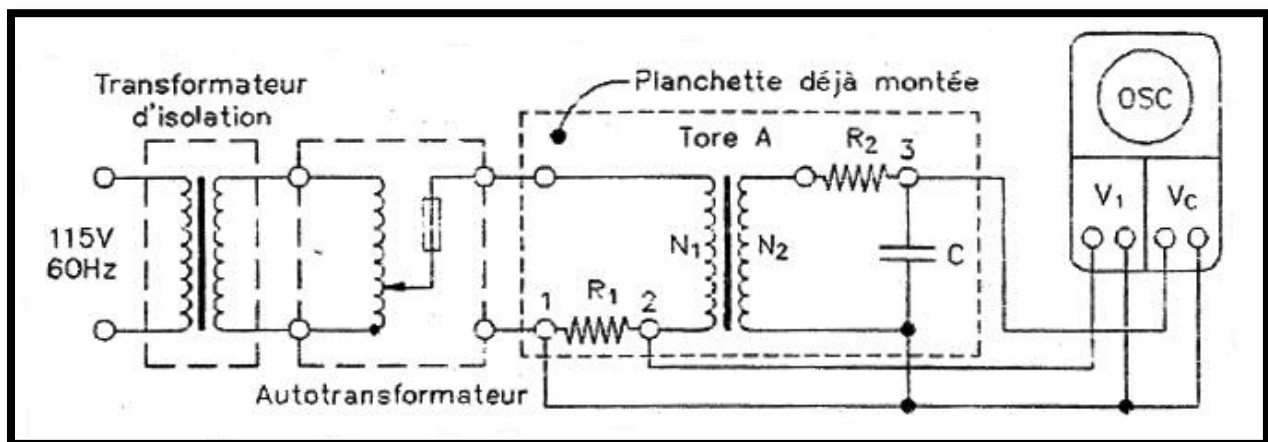 Transformateur
d'isolation
Planchette déjà montée
OSC
Tore A
R2
3
V1
VC
115V
60Hz
N1
N2
C
1
R1
2
Autotransformateur